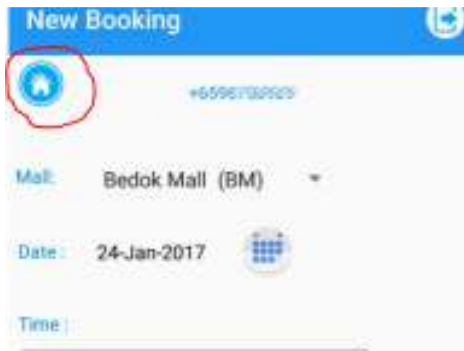 New Booking
Mall: Bedok Mall (BM)
Date : 24-Jan-2017
Time :